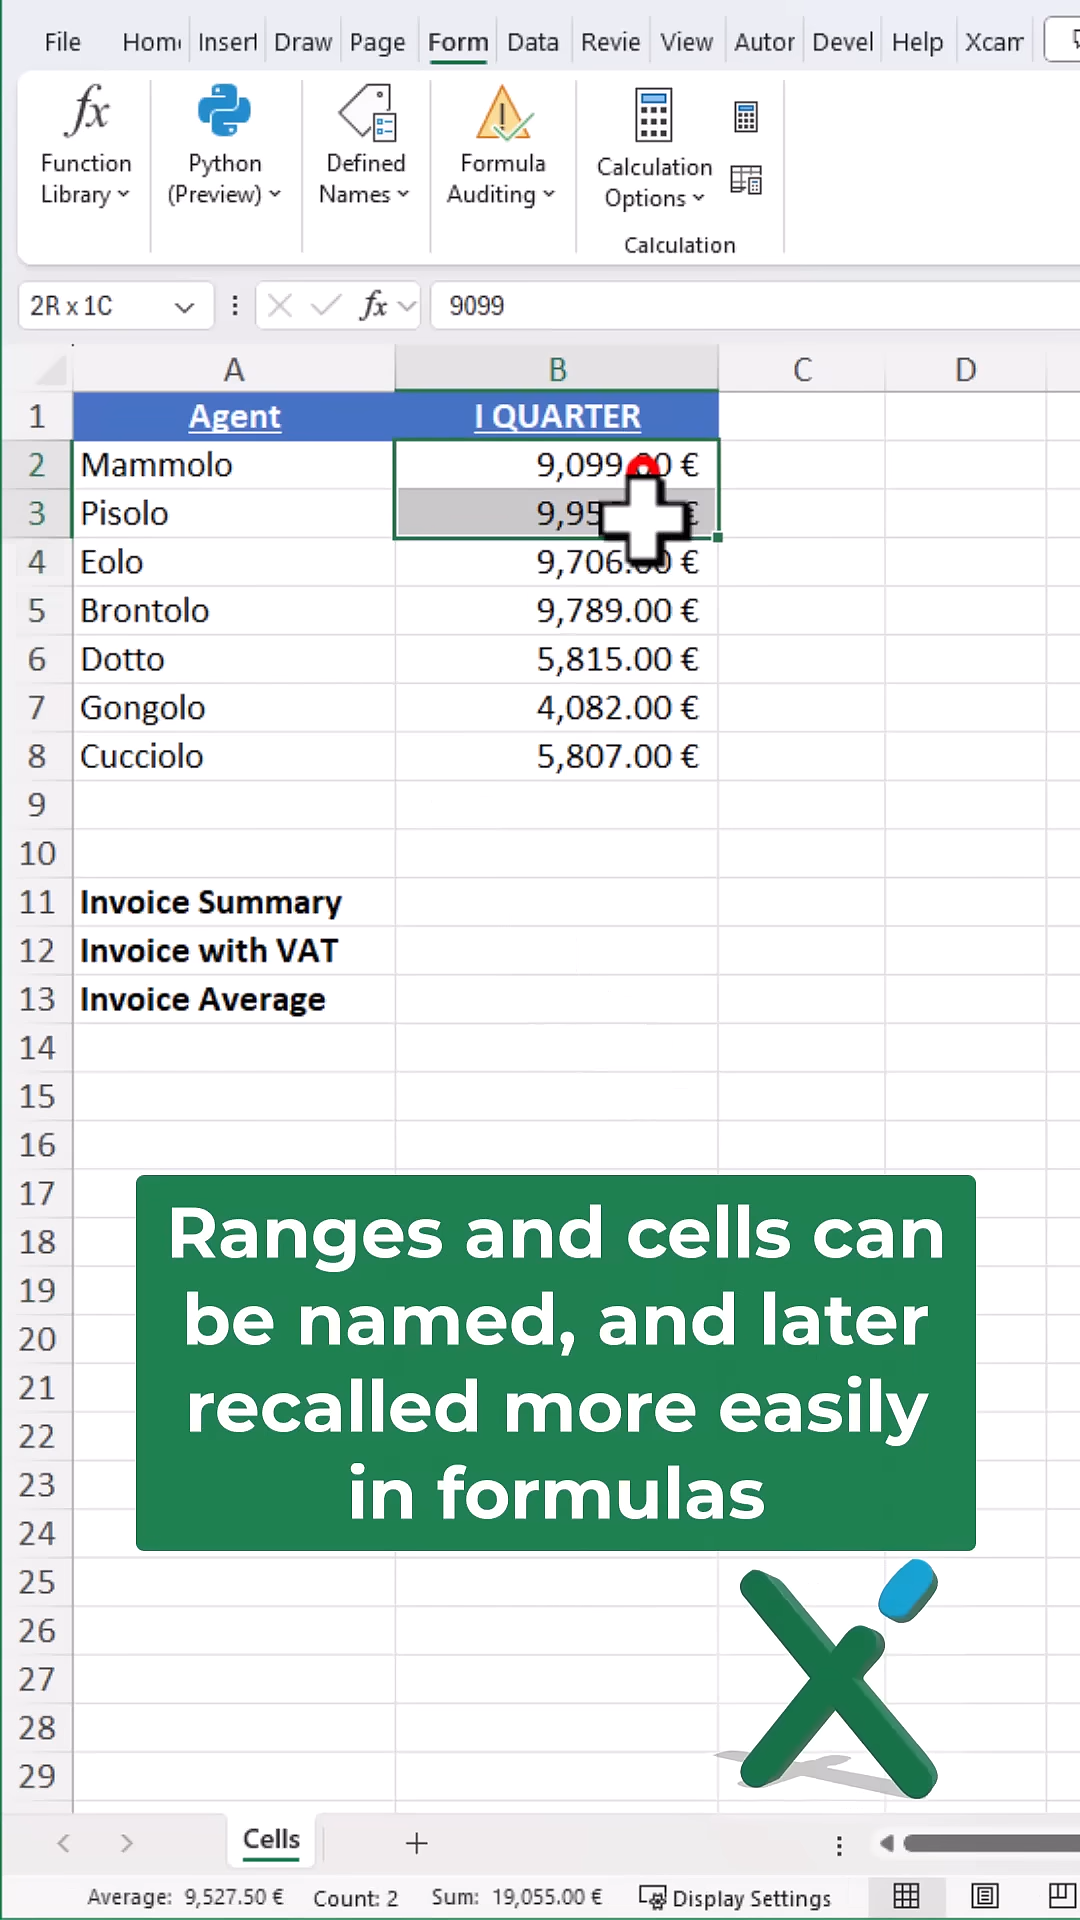 File Hom Insert Draw Page Form Data Revie View Autor Devel Help Xcam
fx
Function
Library
Python
(Preview)
Defined
Names
Formula
Auditing
Calculation
Options
Calculation
2R x 1C fx 9099
A B C D
1 Agent I QUARTER
2 Mammolo 9,099.00 €
3 Pisolo 9,95
4 Eolo 9,706.00 €
5 Brontolo 9,789.00 €
6 Dotto 5,815.00 €
7 Gongolo 4,082.00 €
8 Cucciolo 5,807.00 €
9
10
11 Invoice Summary
12 Invoice with VAT
13 Invoice Average
14
15
16
17
18
19
20
21
22
23
24
25
26
27
28
29
Ranges and cells can
be named, and later
recalled more easily
in formulas
Cells
Average: 9,527.50 € Count: 2 Sum: 19,055.00 € Display Settings